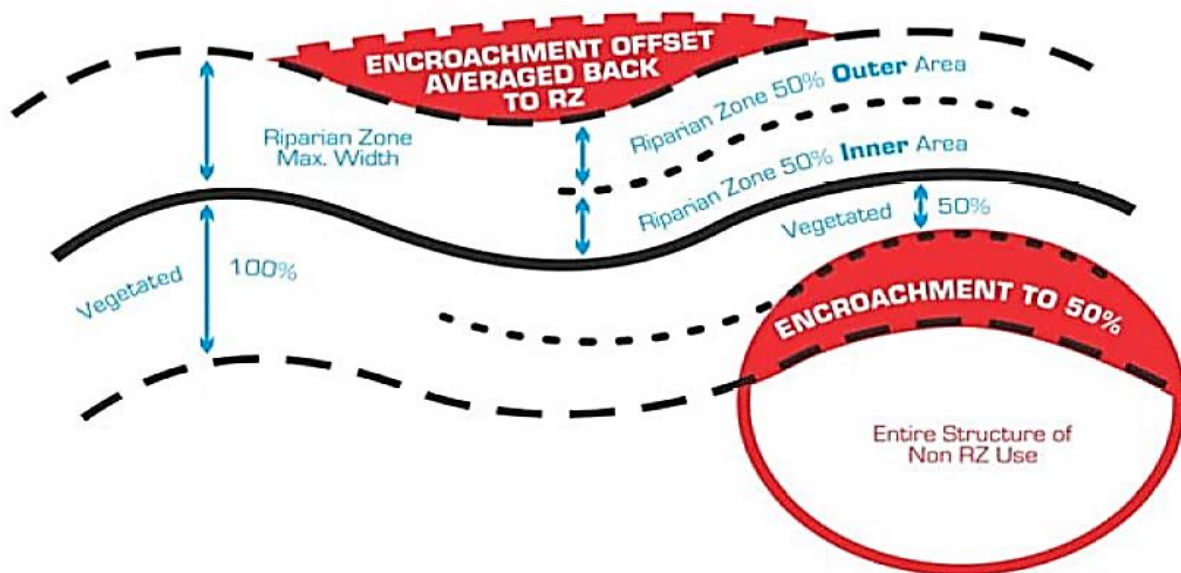 ENCROACHMENT OFFSET
AVERAGED BACK
TO RZ
Riparian Zone
Max. Width
Riparian Zone 50% Outer Area
Riparian Zone 50% Inner Area
Vegetated 50%
Vegetated 100%
ENCROACHMENT TO 50%
Entire Structure of
Non RZ Use